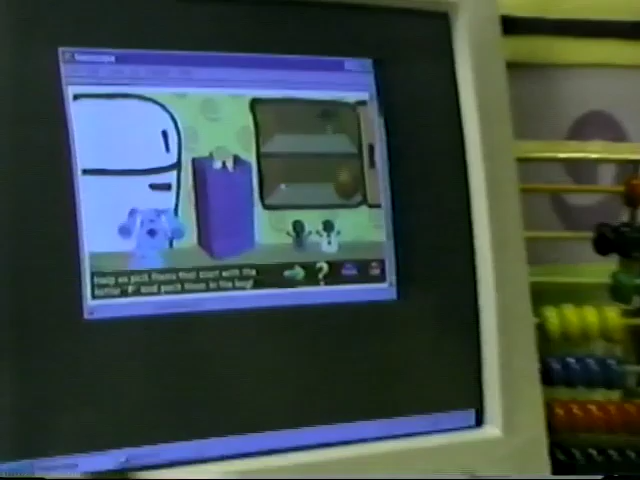 Help us pick items that start with the
letter "P" and pack them in the bag!
?